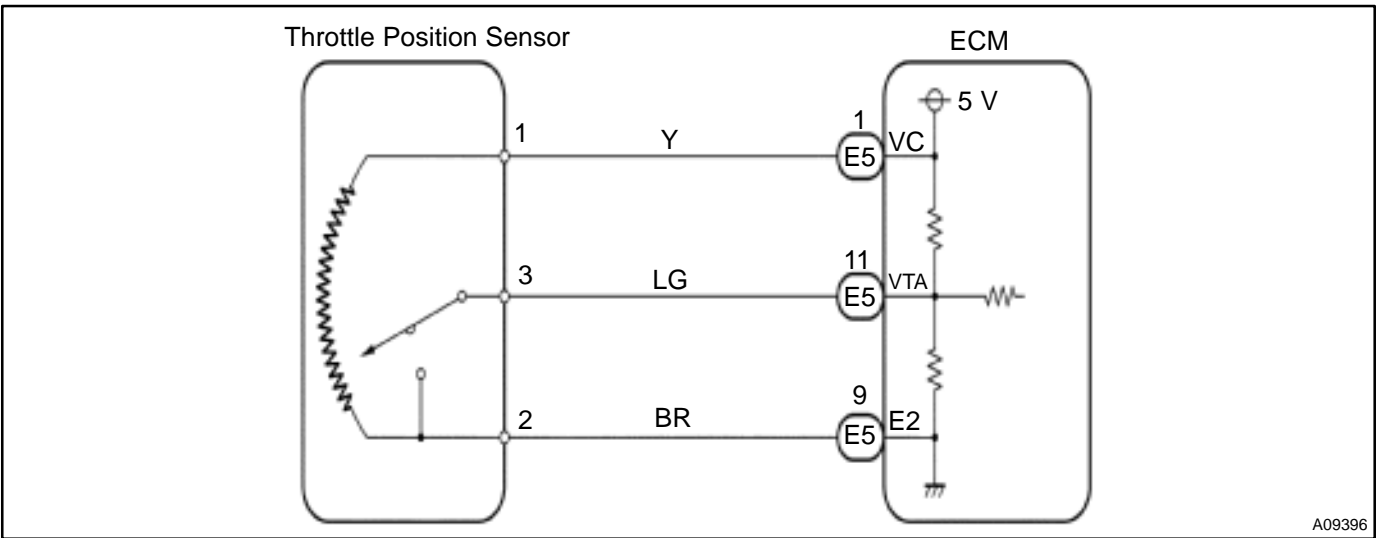 Throttle Position Sensor
ECM
5 V
1
Y
1
E5
VC
3
LG
11
E5
VTA
2
BR
9
E5
E2
A09396